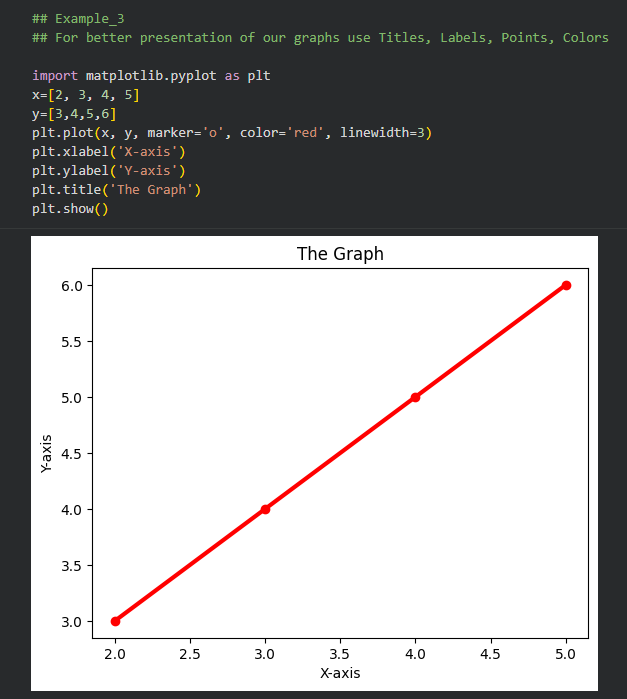 ## Example_3
## For better presentation of our graphs use Titles, Labels, Points, Colors
import matplotlib.pyplot as plt
x=[2, 3, 4, 5]
y=[3,4,5,6]
plt.plot(x, y, marker='o', color='red', linewidth=3)
plt.xlabel('X-axis')
plt.ylabel('Y-axis')
plt.title('The Graph')
plt.show()
The Graph
6.0
5.5
5.0
4.5
4.0
3.5
3.0
Y-axis
2.0 2.5 3.0 3.5 4.0 4.5 5.0
X-axis